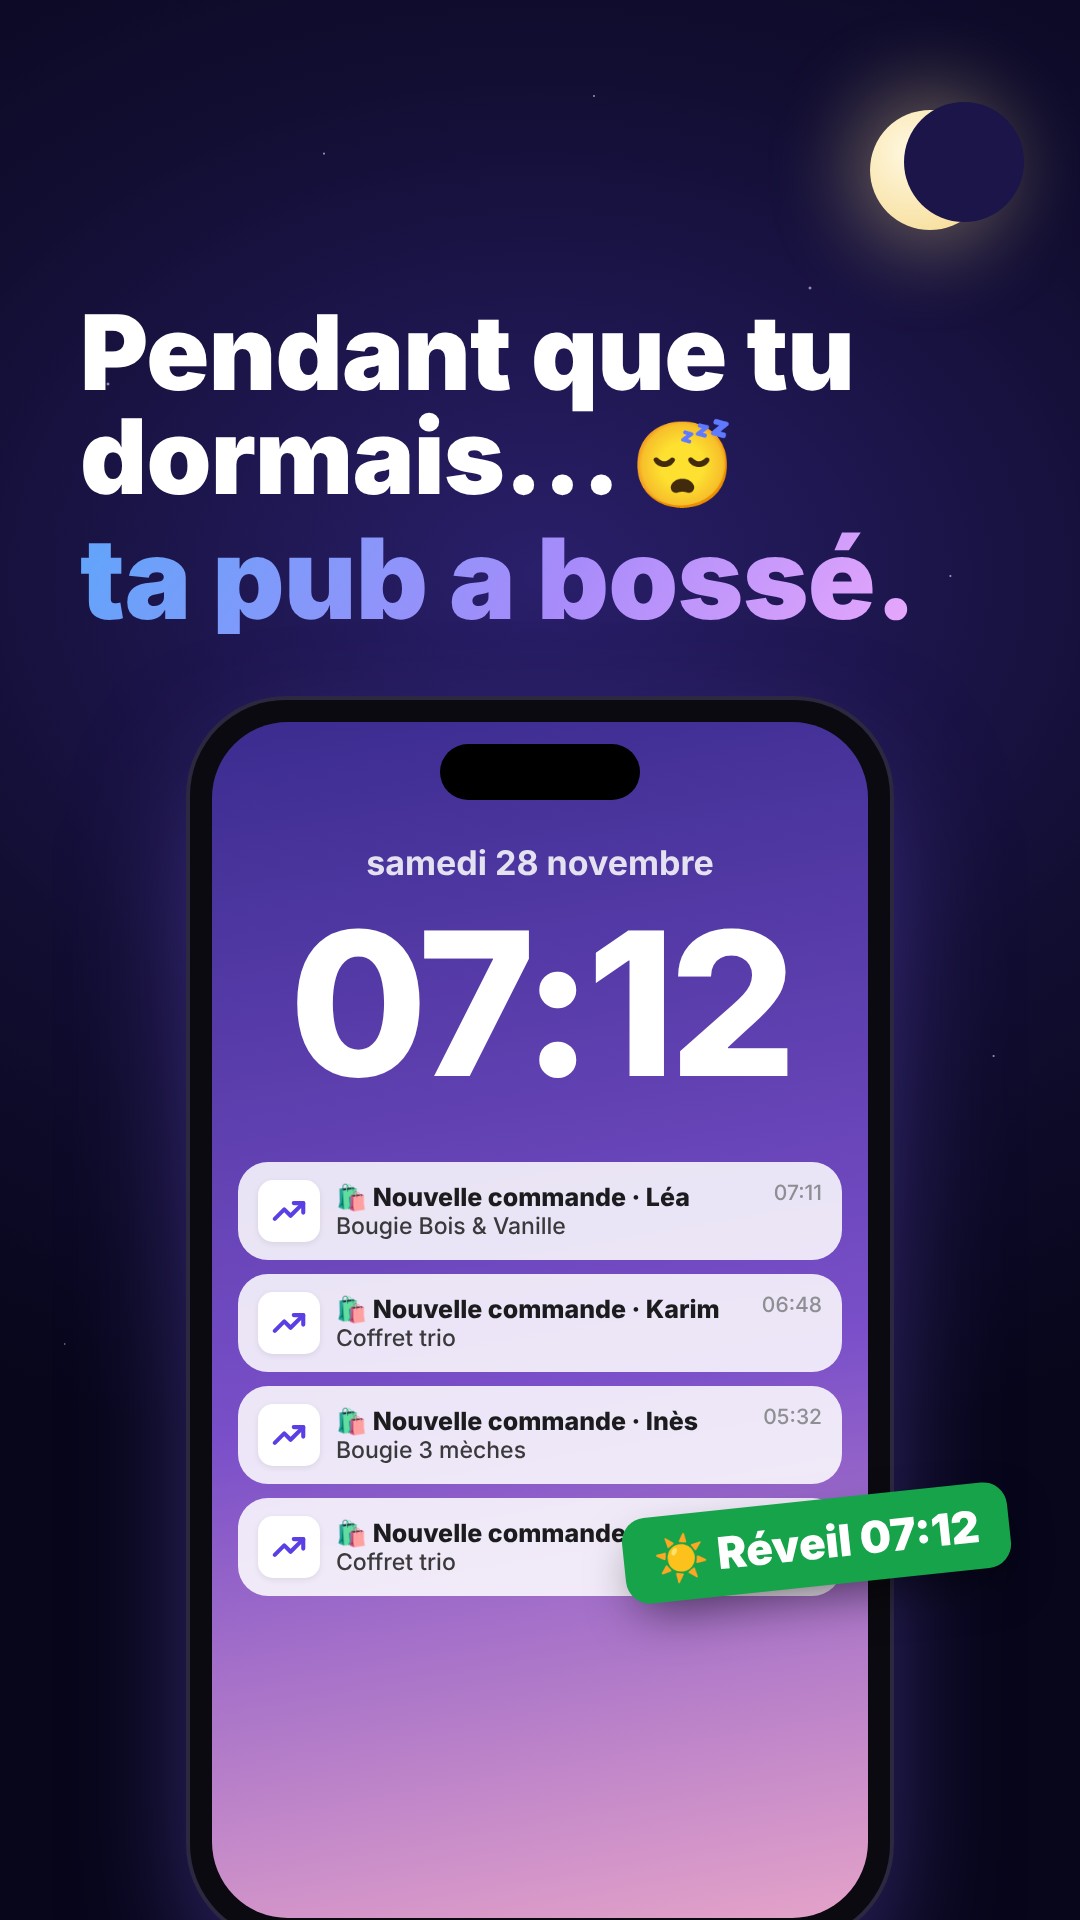 Pendant que tu
dormais... 😴
ta pub a bossé.
samedi 28 novembre
07:12
🛍️ Nouvelle commande · Léa 07:11
Bougie Bois & Vanille
🛍️ Nouvelle commande · Karim 06:48
Coffret trio
🛍️ Nouvelle commande · Inès 05:32
Bougie 3 mèches
🛍️ Nouvelle commande
Coffret trio
☀️ Réveil 07:12